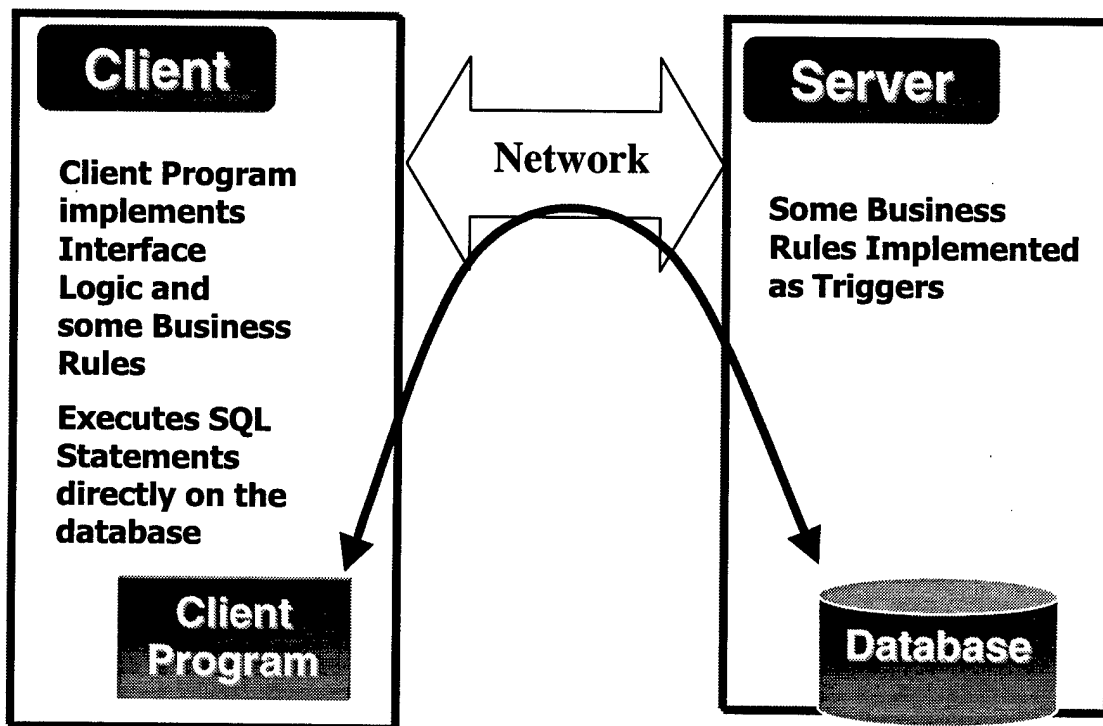 Client
Client Program
implements
Interface
Logic and
some Business
Rules
Executes SQL
Statements
directly on the
database
Client
Program
Network
Server
Some Business
Rules Implemented
as Triggers
Database